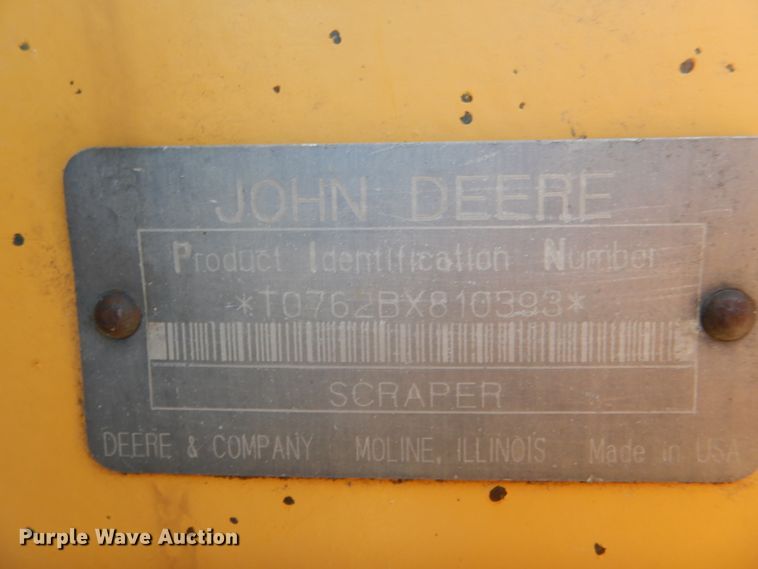 JOHN DEERE
Product Identification Number
*T0762BX810393*
SCRAPER
DEERE & COMPANY MOLINE, ILLINOIS Made in USA
Purple Wave Auction